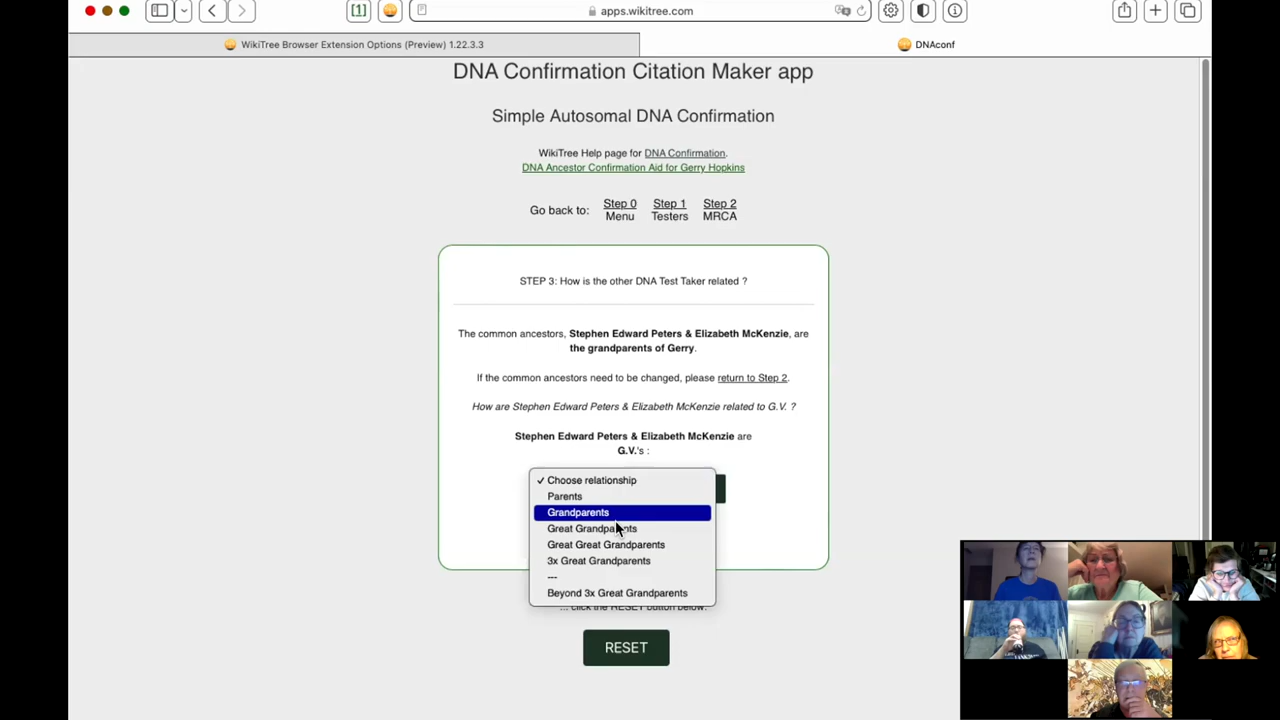 [1]
apps.wikitree.com
WikiTree Browser Extension Options (Preview) 1.22.3.3
DNAconf
DNA Confirmation Citation Maker app
Simple Autosomal DNA Confirmation
WikiTree Help page for DNA Confirmation.
DNA Ancestor Confirmation Aid for Gerry Hopkins
Go back to:
Step 0 Step 1 Step 2
Menu Testers MRCA
STEP 3: How is the other DNA Test Taker related ?
The common ancestors, Stephen Edward Peters & Elizabeth McKenzie, are
the grandparents of Gerry.
If the common ancestors need to be changed, please return to Step 2.
How are Stephen Edward Peters & Elizabeth McKenzie related to G.V. ?
Stephen Edward Peters & Elizabeth McKenzie are
G.V.'s :
✓ Choose relationship
Parents
Grandparents
Great Grandparents
Great Great Grandparents
3x Great Grandparents
---
Beyond 3x Great Grandparents
... click the RESET button below.
RESET